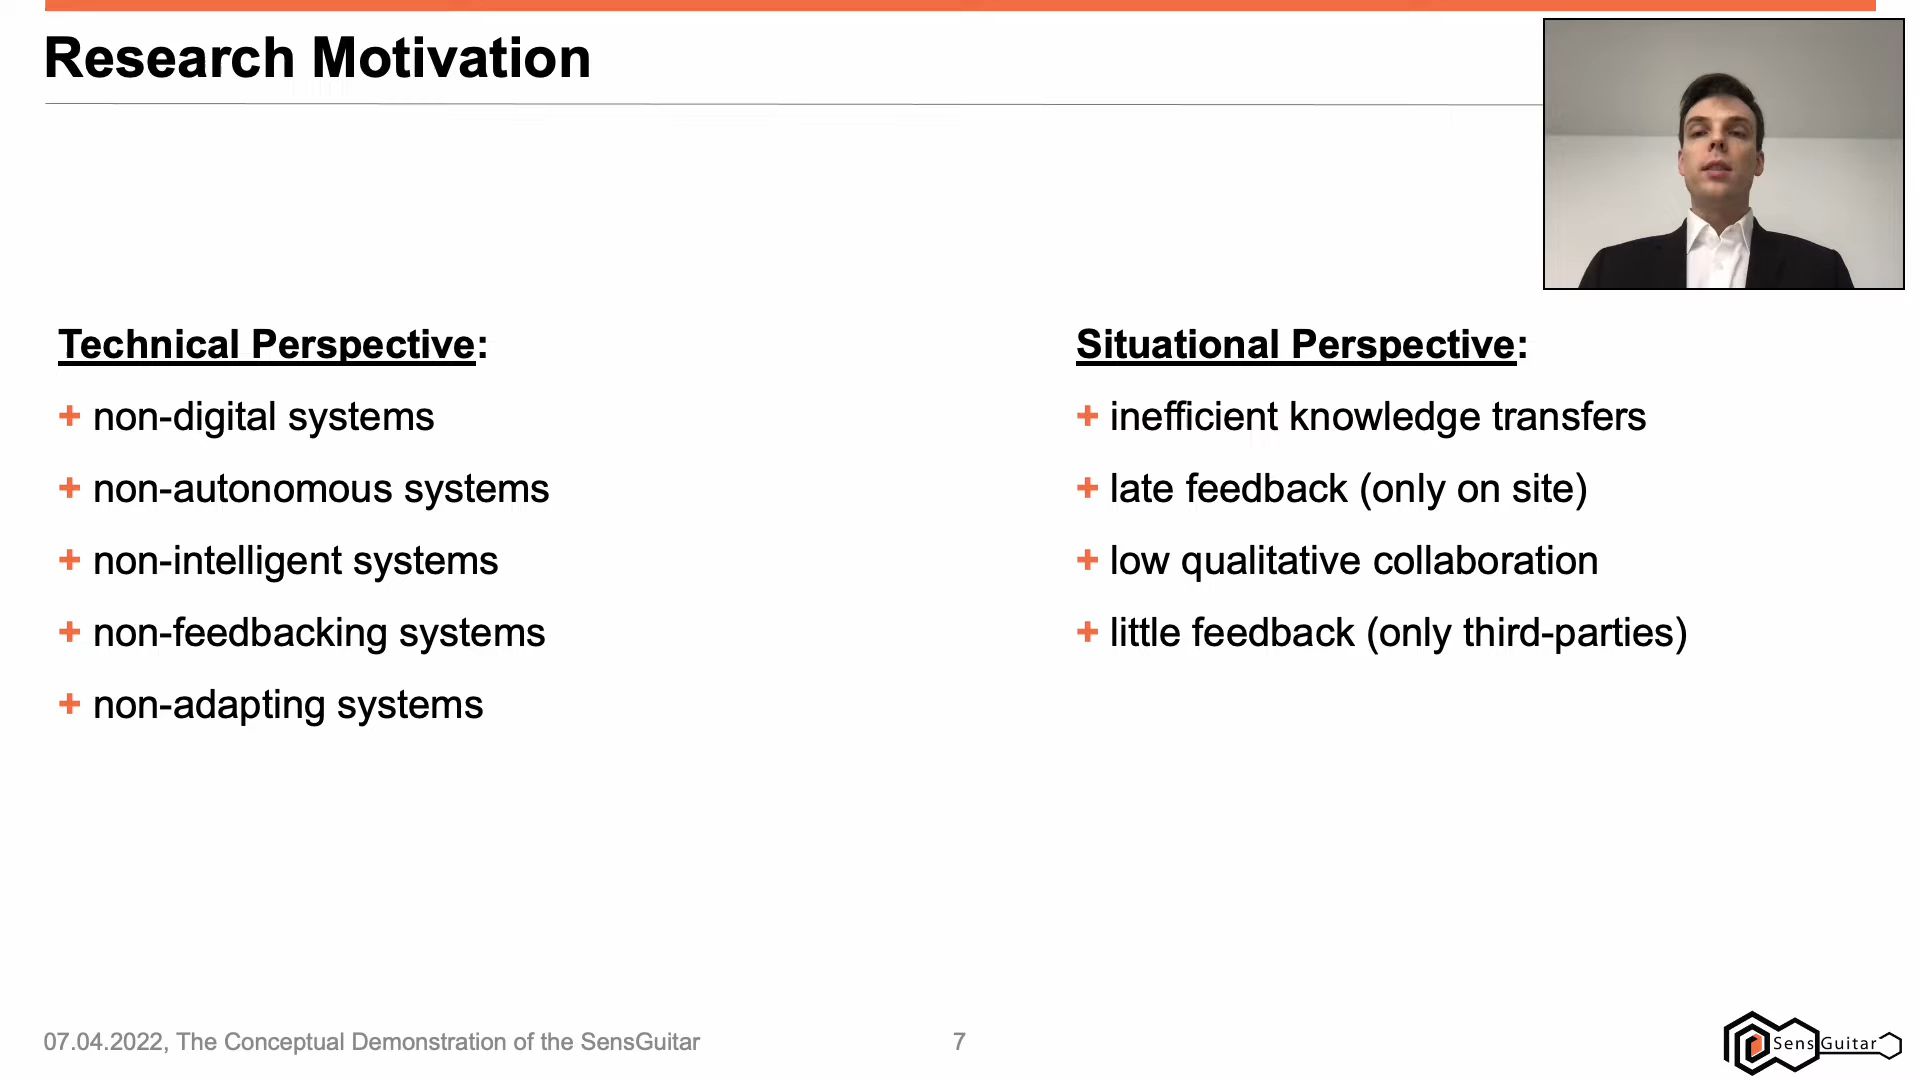 Research Motivation
Technical Perspective:
+ non-digital systems
+ non-autonomous systems
+ non-intelligent systems
+ non-feedbacking systems
+ non-adapting systems
Situational Perspective:
+ inefficient knowledge transfers
+ late feedback (only on site)
+ low qualitative collaboration
+ little feedback (only third-parties)
07.04.2022, The Conceptual Demonstration of the SensGuitar
7
Sens Guitar